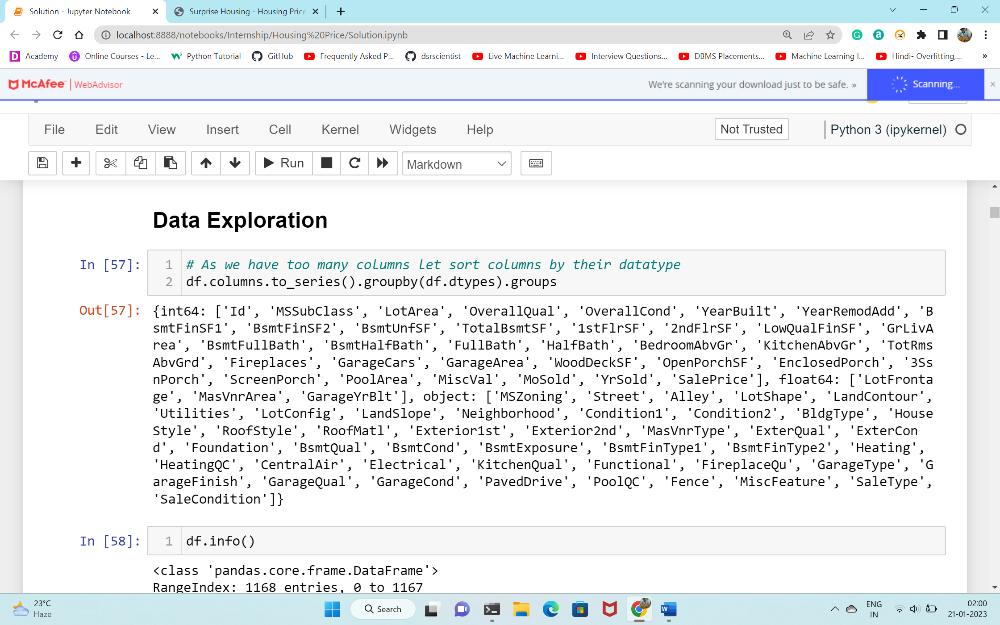 Solution - Jupyter Notebook
Surprise Housing - Housing Price
localhost:8888/notebooks/Internship/Housing%20Price/Solution.ipynb
Academy Online Courses - Le... Python Tutorial GitHub Frequently Asked P... dsrscientist Live Machine Learni... Interview Questions... DBMS Placements... Machine Learning I... Hindi- Overfitting,... »
McAfee | WebAdvisor We're scanning your download just to be safe. » Scanning...
File Edit View Insert Cell Kernel Widgets Help Not Trusted Python 3 (ipykernel)
Run Markdown
Data Exploration
In [57]: 1 # As we have too many columns let sort columns by their datatype
2 df.columns.to_series().groupby(df.dtypes).groups
Out[57]: {int64: ['Id', 'MSSubClass', 'LotArea', 'OverallQual', 'OverallCond', 'YearBuilt', 'YearRemodAdd', 'B
smtFinSF1', 'BsmtFinSF2', 'BsmtUnfSF', 'TotalBsmtSF', '1stFlrSF', '2ndFlrSF', 'LowQualFinSF', 'GrLivA
rea', 'BsmtFullBath', 'BsmtHalfBath', 'FullBath', 'HalfBath', 'BedroomAbvGr', 'KitchenAbvGr', 'TotRms
AbvGrd', 'Fireplaces', 'GarageCars', 'GarageArea', 'WoodDeckSF', 'OpenPorchSF', 'EnclosedPorch', '3Ss
nPorch', 'ScreenPorch', 'PoolArea', 'MiscVal', 'MoSold', 'YrSold', 'SalePrice'], float64: ['LotFronta
ge', 'MasVnrArea', 'GarageYrBlt'], object: ['MSZoning', 'Street', 'Alley', 'LotShape', 'LandContour',
'Utilities', 'LotConfig', 'LandSlope', 'Neighborhood', 'Condition1', 'Condition2', 'BldgType', 'House
Style', 'RoofStyle', 'RoofMatl', 'Exterior1st', 'Exterior2nd', 'MasVnrType', 'ExterQual', 'ExterCon
d', 'Foundation', 'BsmtQual', 'BsmtCond', 'BsmtExposure', 'BsmtFinType1', 'BsmtFinType2', 'Heating',
'HeatingQC', 'CentralAir', 'Electrical', 'KitchenQual', 'Functional', 'FireplaceQu', 'GarageType', 'G
arageFinish', 'GarageQual', 'GarageCond', 'PavedDrive', 'PoolQC', 'Fence', 'MiscFeature', 'SaleType',
'SaleCondition']}
In [58]: 1 df.info()
<class 'pandas.core.frame.DataFrame'>
RangeIndex: 1168 entries, 0 to 1167
23°C
Haze
Search
ENG
IN
02:00
21-01-2023